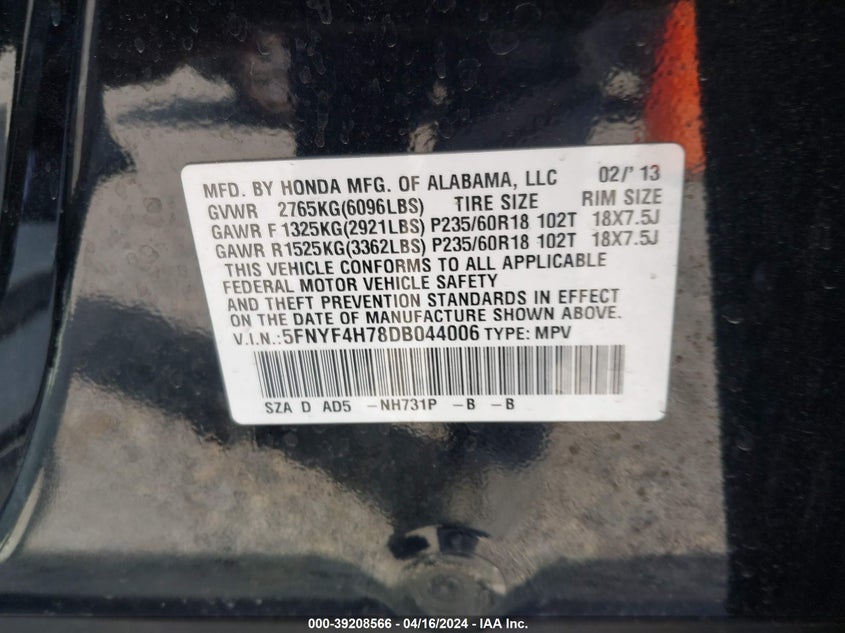 MFD. BY HONDA MFG. OF ALABAMA, LLC 02/' 13
GVWR 2765KG(6096LBS) TIRE SIZE RIM SIZE
GAWR F 1325KG(2921LBS) P235/60R18 102T 18X7.5J
GAWR R1525KG(3362LBS) P235/60R18 102T 18X7.5J
THIS VEHICLE CONFORMS TO ALL APPLICABLE
FEDERAL MOTOR VEHICLE SAFETY
AND THEFT PREVENTION STANDARDS IN EFFECT
ON THE DATE OF MANUFACTURE SHOWN ABOVE.
V.I.N.:5FNYF4H78DB044006 TYPE: MPV
SZA D AD5 -NH731P -B -B
000-39208566 - 04/16/2024 - IAA Inc.